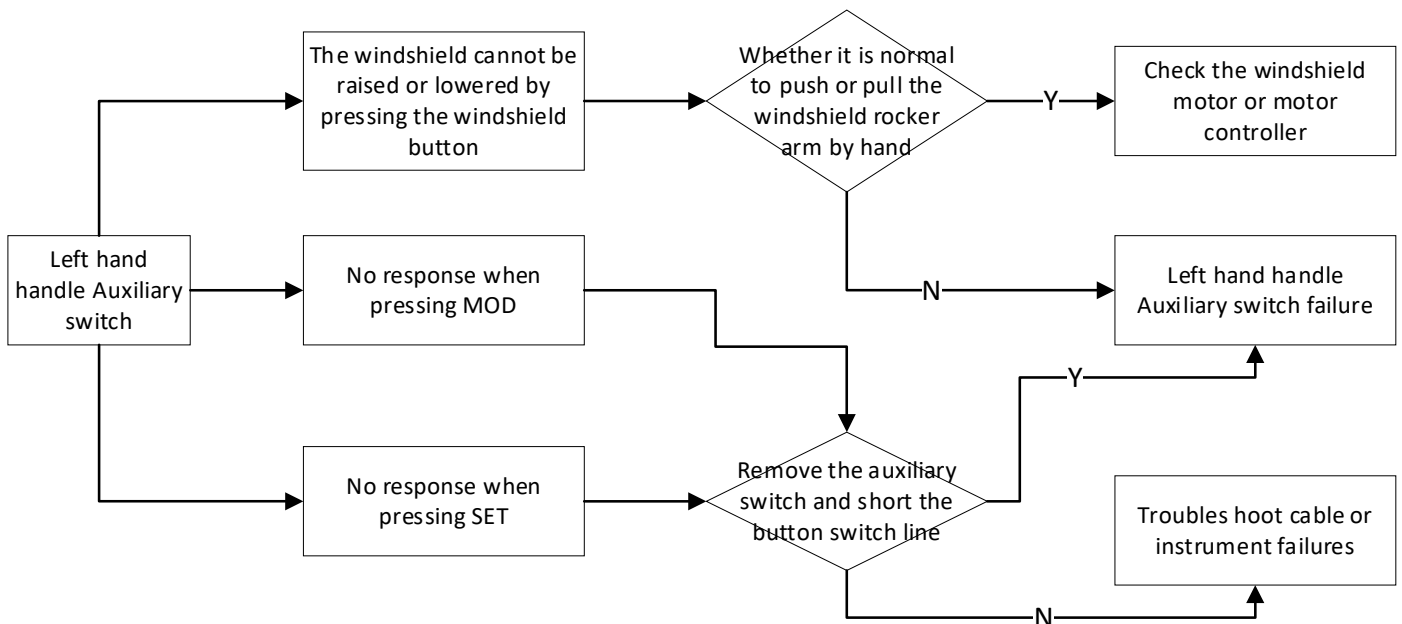 The windshield cannot be
raised or lowered by
pressing the windshield
button
Whether it is normal
to push or pull the
windshield rocker
arm by hand
Y
Check the windshield
motor or motor
controller
Left hand
handle Auxiliary
switch
No response when
pressing MOD
N
Left hand handle
Auxiliary switch failure
Y
No response when
pressing SET
Remove the auxiliary
switch and short the
button switch line
Troubles hoot cable or
instrument failures
N